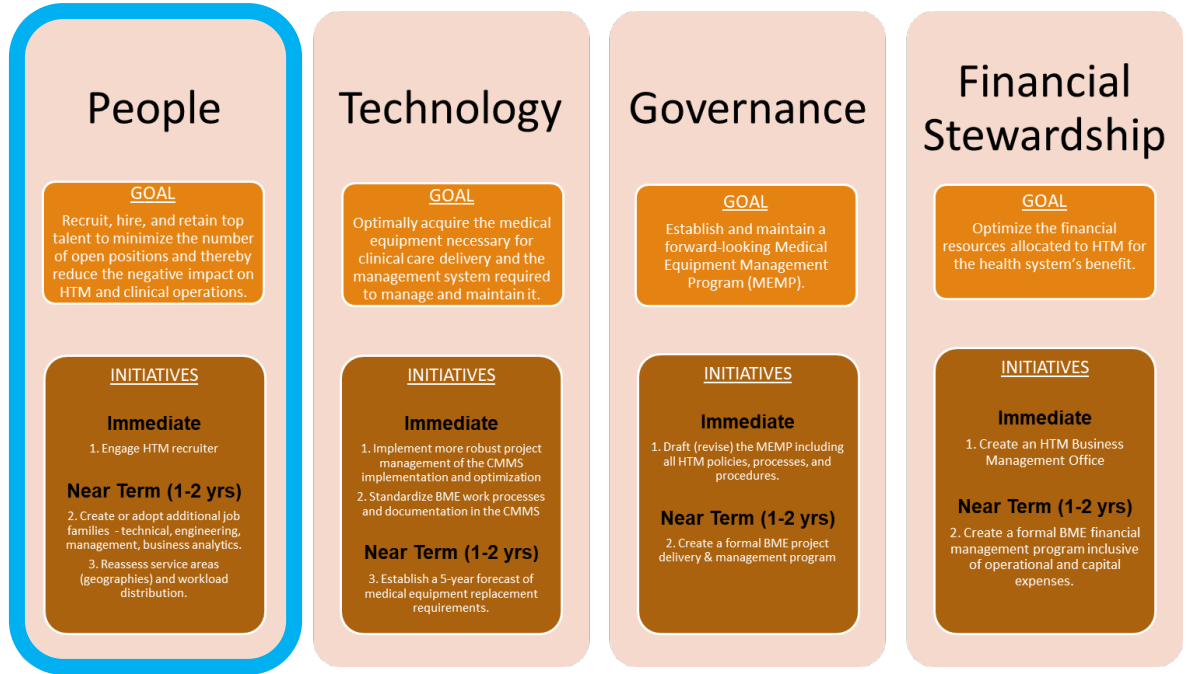 People
GOAL
Recruit, hire, and retain top
talent to minimize the number
of open positions and thereby
reduce the negative impact on
HTM and clinical operations.
INITIATIVES
Immediate
1. Engage HTM recruiter
Near Term (1-2 yrs)
2. Create or adopt additional job
families - technical, engineering,
management, business analytics.
3. Reassess service areas
(geographies) and workload
distribution.
Technology
GOAL
Optimally acquire the medical
equipment necessary for
clinical care delivery and the
management system required
to manage and maintain it.
INITIATIVES
Immediate
1. Implement more robust project
management of the CMMS
implementation and optimization
2. Standardize BME work processes
and documentation in the CMMS
Near Term (1-2 yrs)
3. Establish a 5-year forecast of
medical equipment replacement
requirements.
Governance
GOAL
Establish and maintain a
forward-looking Medical
Equipment Management
Program (MEMP).
INITIATIVES
Immediate
1. Draft (revise) the MEMP including
all HTM policies, processes, and
procedures.
Near Term (1-2 yrs)
2. Create a formal BME project
delivery & management program
Financial
Stewardship
GOAL
Optimize the financial
resources allocated to HTM for
the health system’s benefit.
INITIATIVES
Immediate
1. Create an HTM Business
Management Office
Near Term (1-2 yrs)
2. Create a formal BME financial
management program inclusive
of operational and capital
expenses.